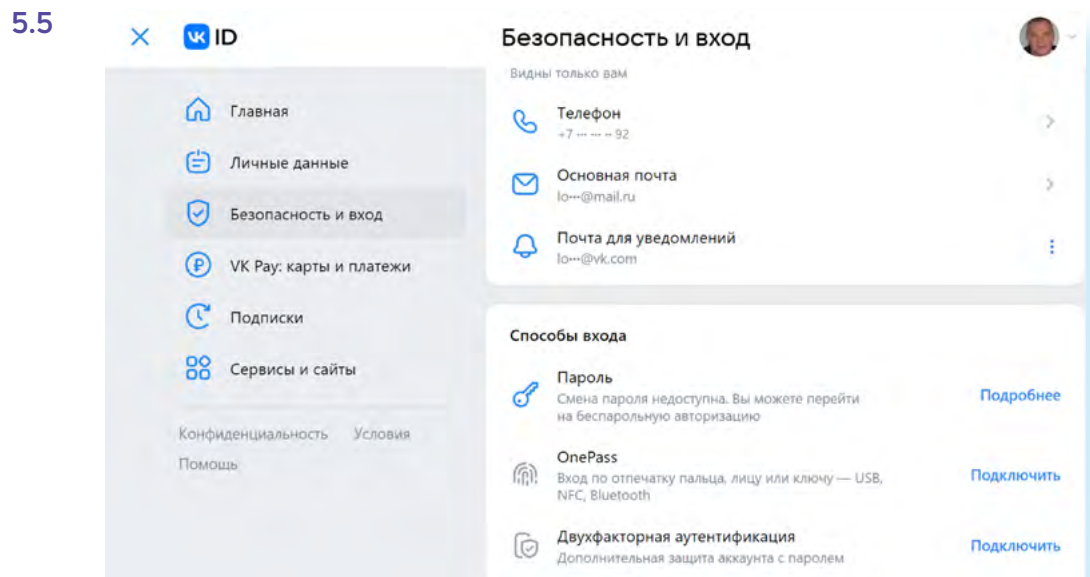 5.5
VK ID
Безопасность и вход
Видны только вам
Главная
Личные данные
Безопасность и вход
VK Pay: карты и платежи
Подписки
Сервисы и сайты
Конфиденциальность Условия
Помощь
Телефон
+7 ··· ··· ·· 92
Основная почта
lo···@mail.ru
Почта для уведомлений
lo···@vk.com
Способы входа
Пароль
Смена пароля недоступна. Вы можете перейти
на беспарольную авторизацию
Подробнее
OnePass
Вход по отпечатку пальца, лицу или ключу — USB,
NFC, Bluetooth
Подключить
Двухфакторная аутентификация
Дополнительная защита аккаунта с паролем
Подключить